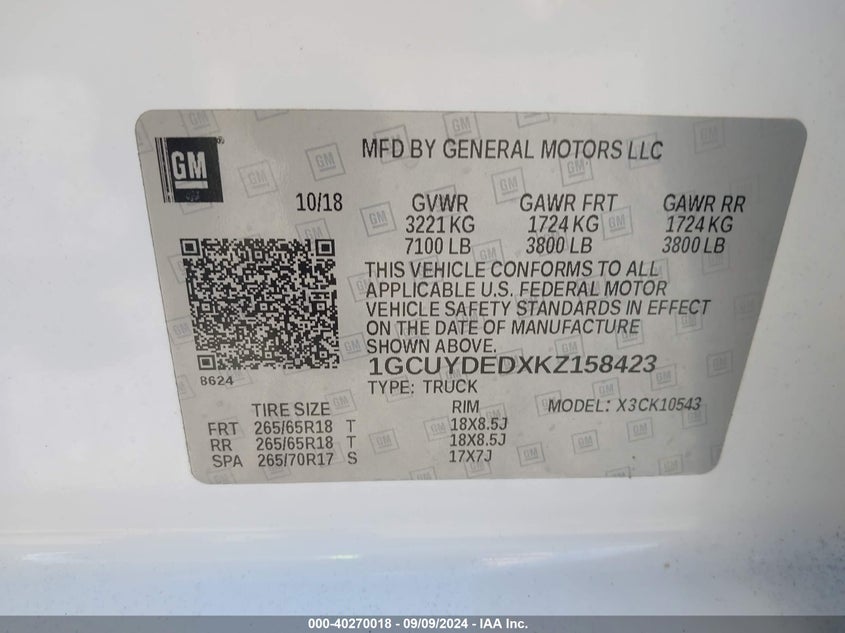 GM
MFD BY GENERAL MOTORS LLC
10/18 GVWR GAWR FRT GAWR RR
3221 KG 1724 KG 1724 KG
7100 LB 3800 LB 3800 LB
THIS VEHICLE CONFORMS TO ALL
APPLICABLE U.S. FEDERAL MOTOR
VEHICLE SAFETY STANDARDS IN EFFECT
ON THE DATE OF MANUFACTURE
SHOWN ABOVE.
1GCUYDEDXKZ158423
8624
TYPE: TRUCK
TIRE SIZE RIM MODEL: X3CK10543
FRT 265/65R18 T 18X8.5J
RR 265/65R18 T 18X8.5J
SPA 265/70R17 S 17X7J
000-40270018 - 09/09/2024 - IAA Inc.